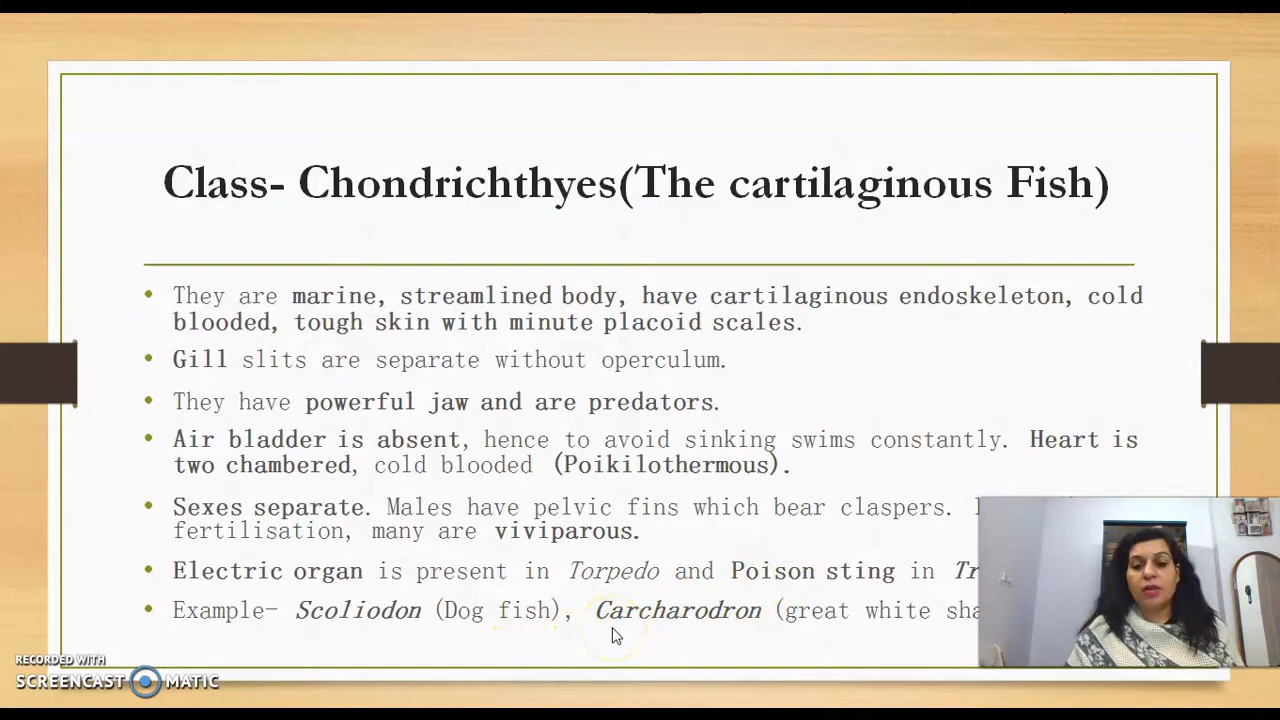 Class- Chondrichthyes(The cartilaginous Fish)
• They are marine, streamlined body, have cartilaginous endoskeleton, cold
blooded, tough skin with minute placoid scales.
• Gill slits are separate without operculum.
• They have powerful jaw and are predators.
• Air bladder is absent, hence to avoid sinking swims constantly. Heart is
two chambered, cold blooded (Poikilothermous).
• Sexes separate. Males have pelvic fins which bear claspers.
fertilisation, many are viviparous.
• Electric organ is present in Torpedo and Poison sting in
• Example- Scoliodon (Dog fish), Carcharodron (great white
RECORDED WITH
SCREENCAST MATIC